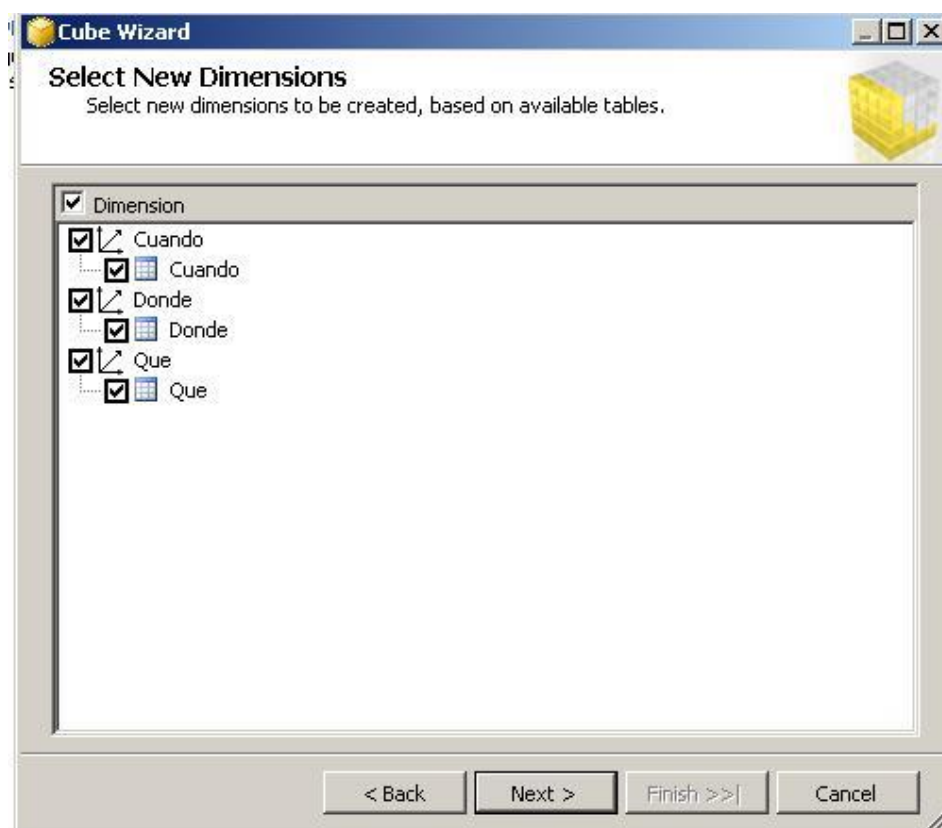 Cube Wizard
Select New Dimensions
Select new dimensions to be created, based on available tables.
Dimension
Cuando
Cuando
Donde
Donde
Que
Que
< Back
Next >
Finish >>|
Cancel